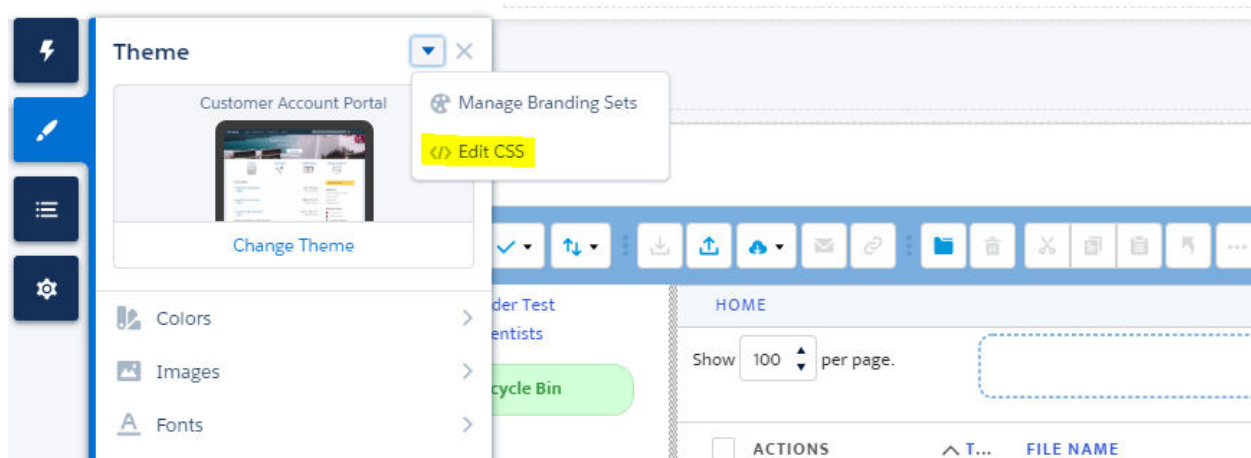 Theme
Customer Account Portal
Manage Branding Sets
</> Edit CSS
Change Theme
Colors
Images
Fonts
der Test
entists
cycle Bin
HOME
Show 100 per page.
ACTIONS
T...
FILE NAME